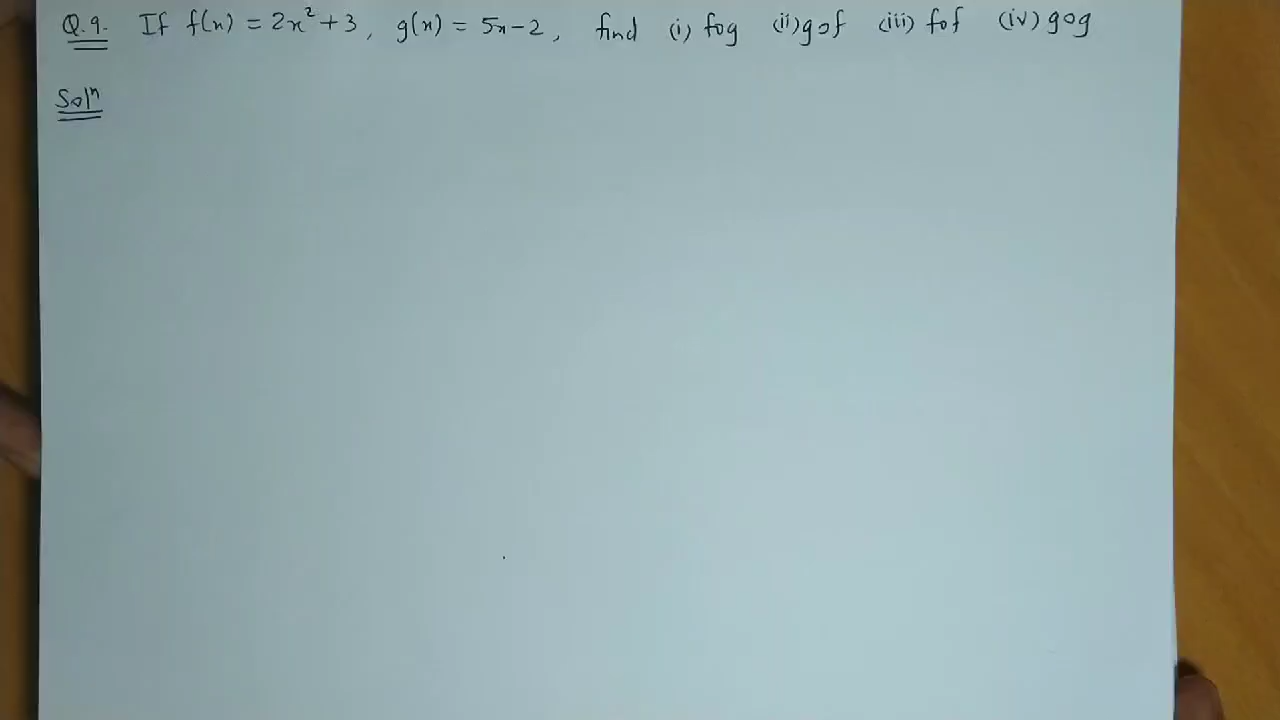 Q.9. If f(x) = 2x² + 3, g(x) = 5x - 2, find (i) fog (ii) gof (iii) fof (iv) gog
Solⁿ